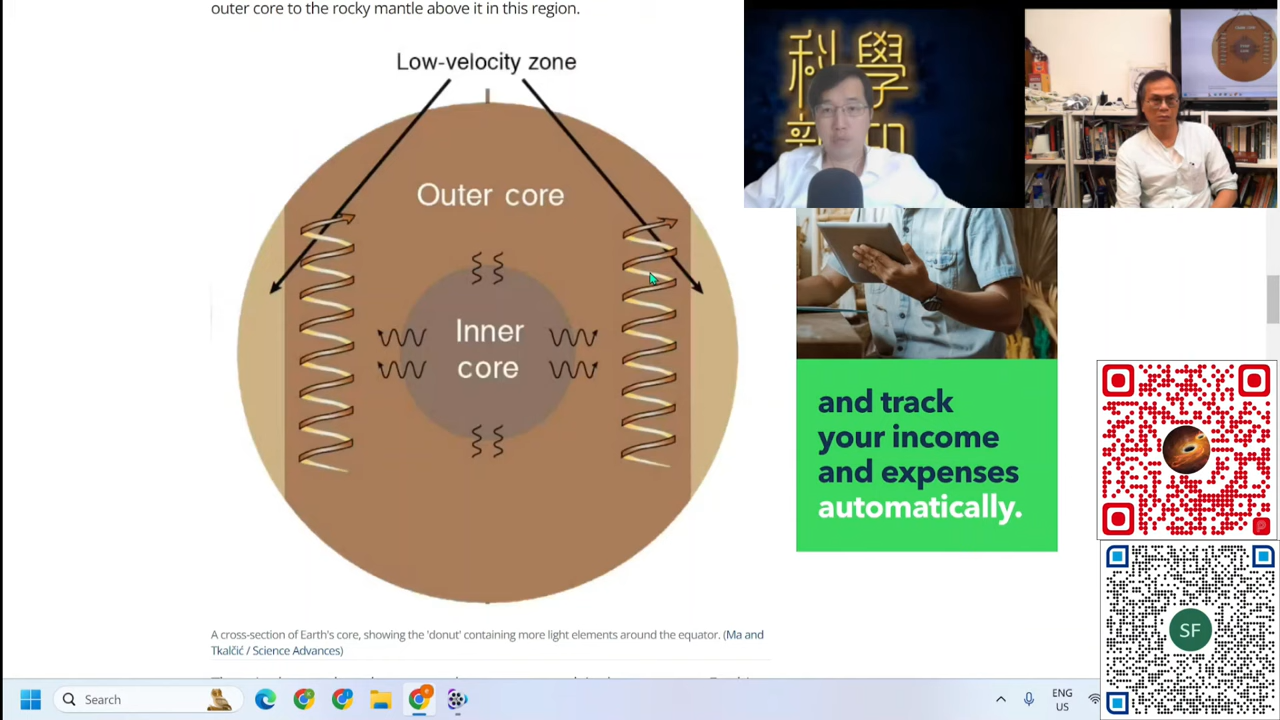 outer core to the rocky mantle above it in this region.
Low-velocity zone
Outer core
Inner
core
A cross-section of Earth's core, showing the 'donut' containing more light elements around the equator. (Ma and
Tkalčić / Science Advances)
科學
and track
your income
and expenses
automatically.
SF
Search
ENG
US